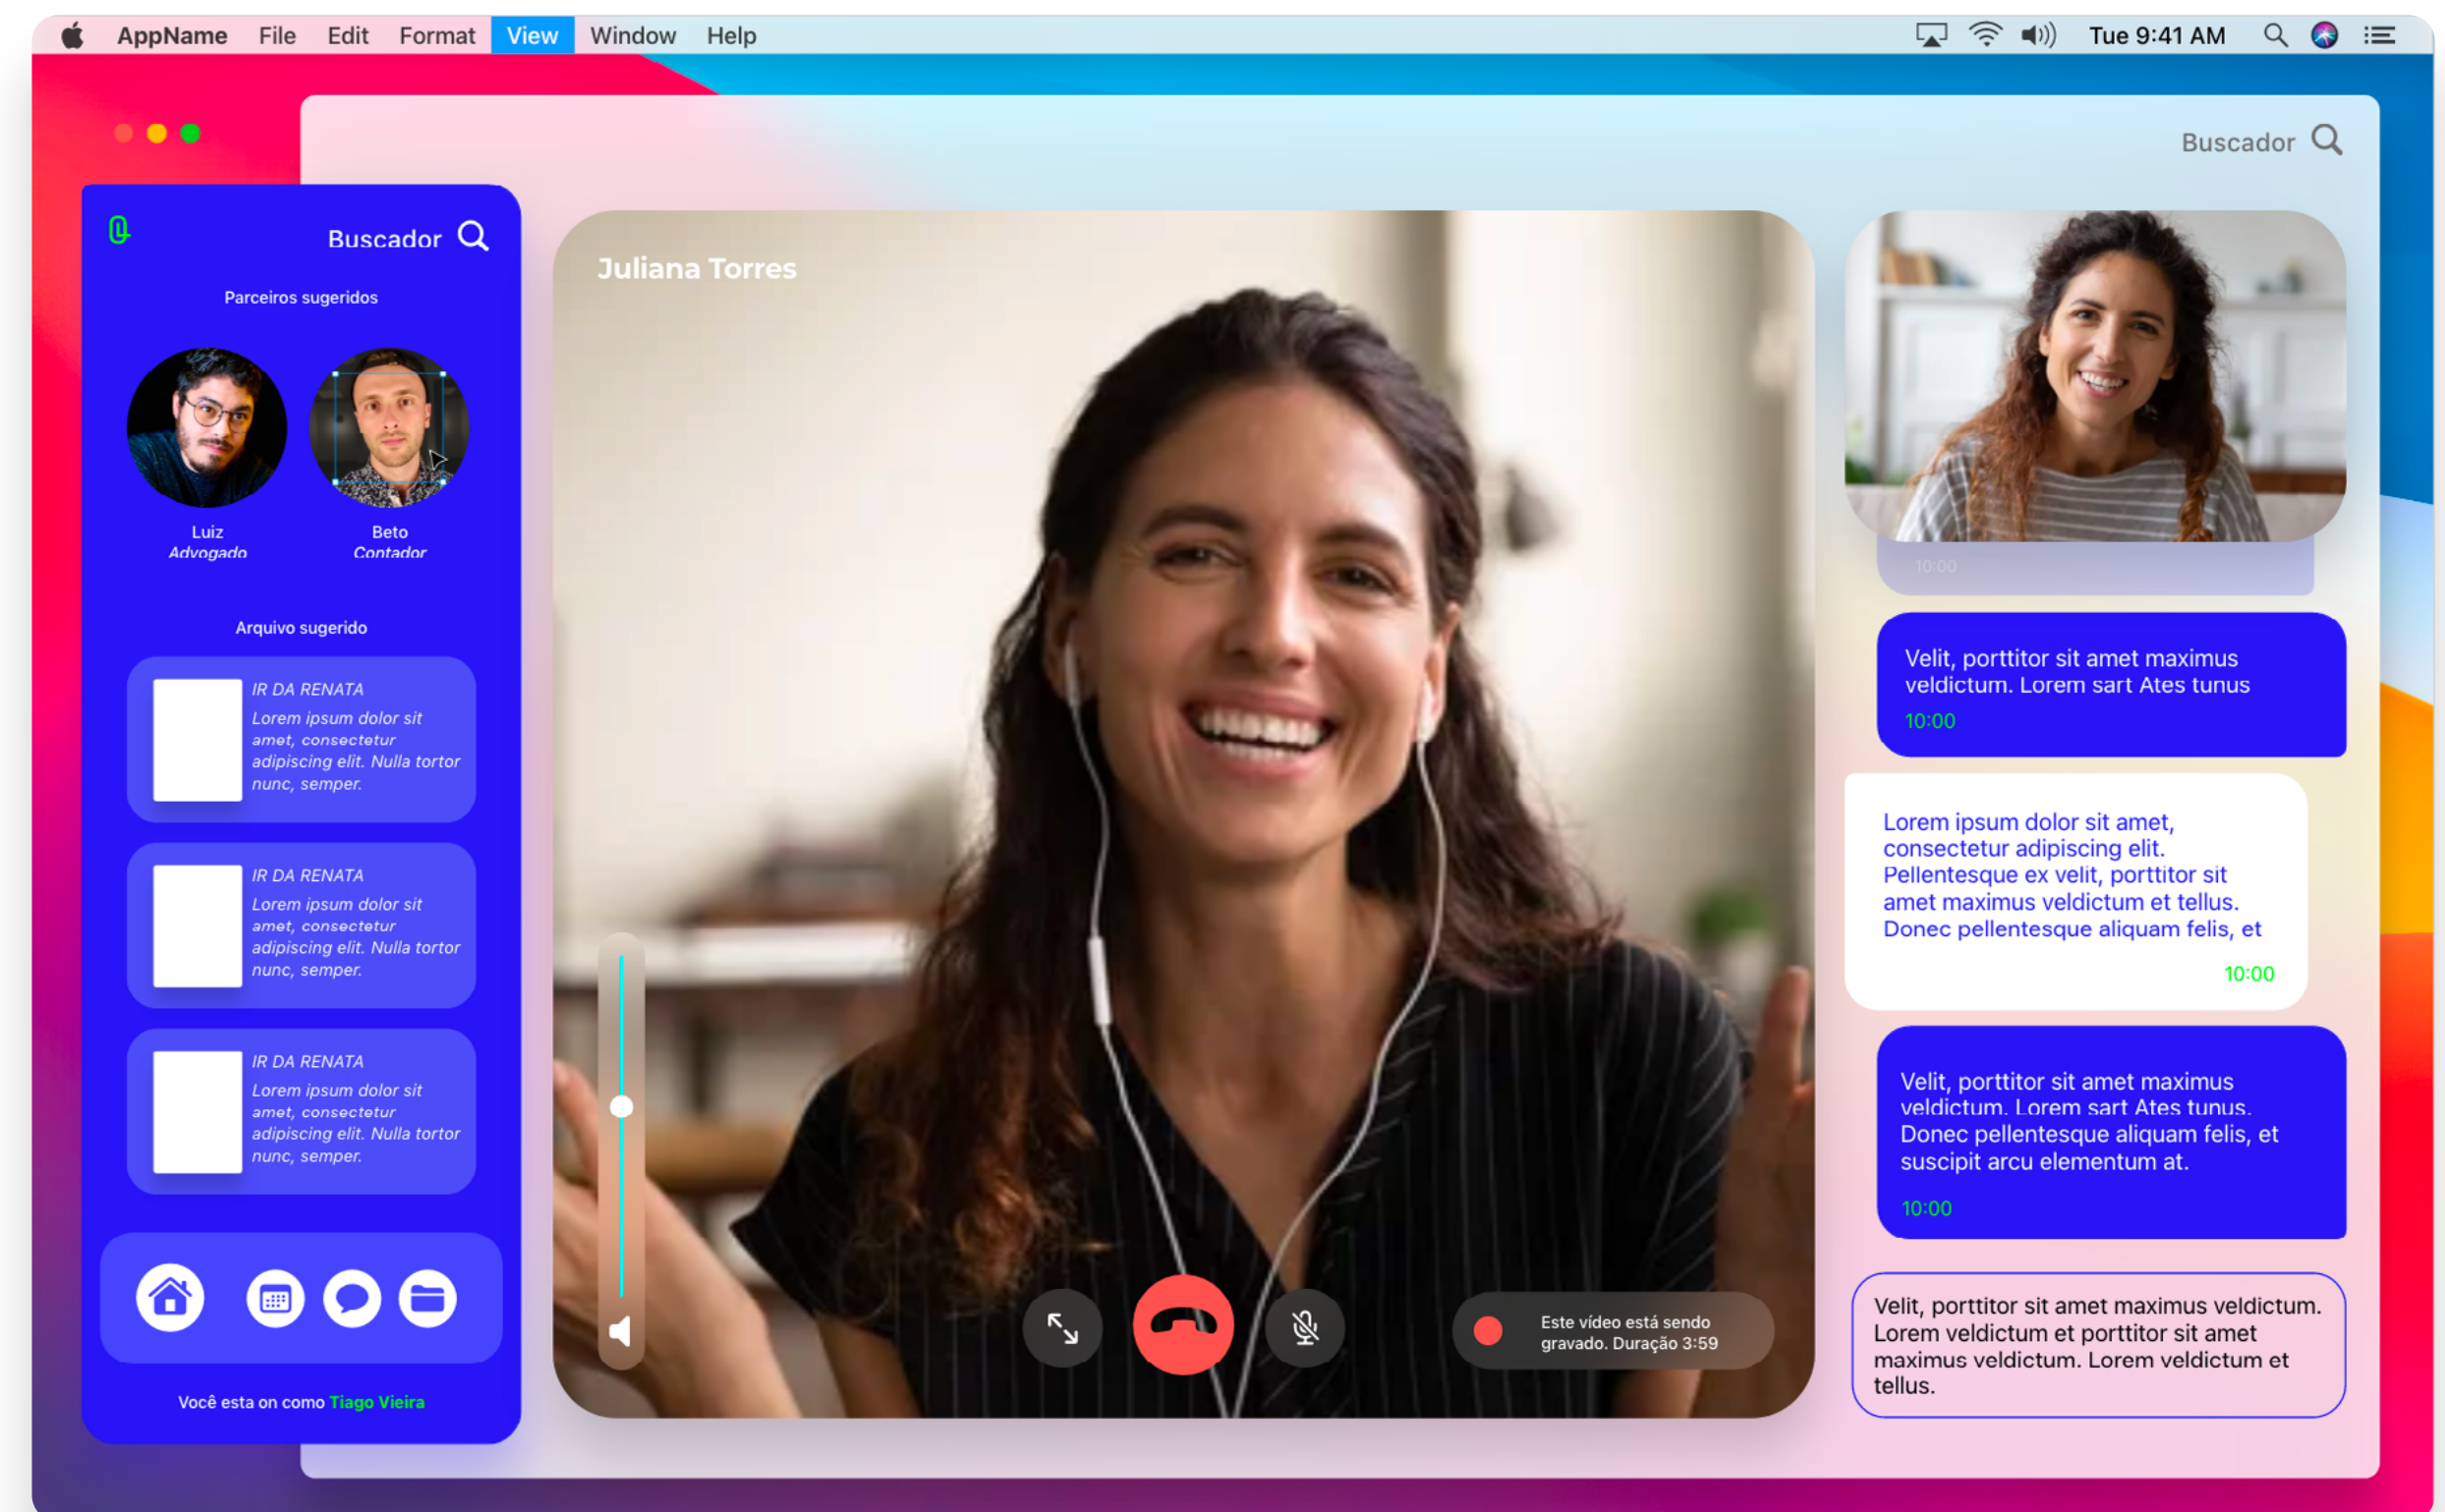 AppName File Edit Format View Window Help
Tue 9:41 AM
Buscador
Buscador
Parceiros sugeridos
Luiz
Advogado
Beto
Contador
Arquivo sugerido
IR DA RENATA
Lorem ipsum dolor sit
amet, consectetur
adipiscing elit. Nulla tortor
nunc, semper.
IR DA RENATA
Lorem ipsum dolor sit
amet, consectetur
adipiscing elit. Nulla tortor
nunc, semper.
IR DA RENATA
Lorem ipsum dolor sit
amet, consectetur
adipiscing elit. Nulla tortor
nunc, semper.
Você esta on como Tiago Vieira
Juliana Torres
Este vídeo está sendo
gravado. Duração 3:59
10:00
Velit, porttitor sit amet maximus
veldictum. Lorem sart Ates tunus
10:00
Lorem ipsum dolor sit amet,
consectetur adipiscing elit.
Pellentesque ex velit, porttitor sit
amet maximus veldictum et tellus.
Donec pellentesque aliquam felis, et
10:00
Velit, porttitor sit amet maximus
veldictum. Lorem sart Ates tunus.
Donec pellentesque aliquam felis, et
suscipit arcu elementum at.
10:00
Velit, porttitor sit amet maximus veldictum.
Lorem veldictum et porttitor sit amet
maximus veldictum. Lorem veldictum et
tellus.